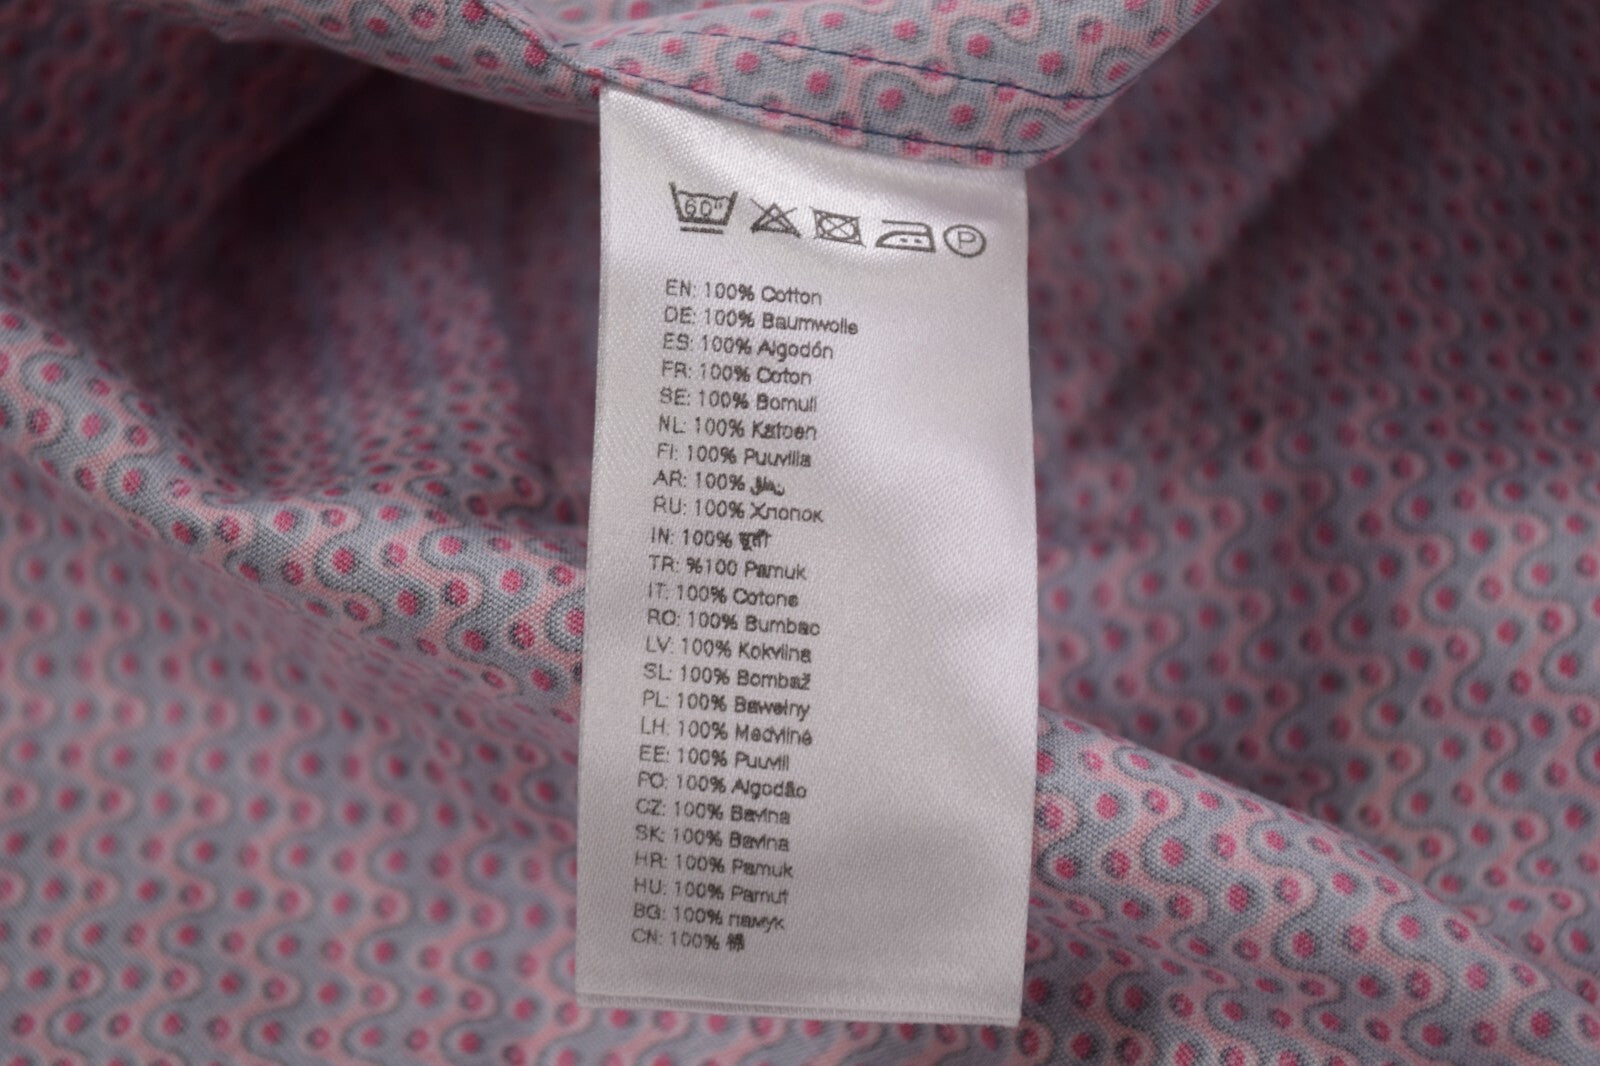 60°
P
EN: 100% Cotton
DE: 100% Baumwolle
ES: 100% Algodón
FR: 100% Coton
SE: 100% Bomull
NL: 100% Katoen
FI: 100% Puuvilla
AR: 100%
RU: 100% Хлопок
IN: 100%
TR: %100 Pamuk
IT: 100% Cotone
RO: 100% Bumbac
LV: 100% Kokvilna
SL: 100% Bombaž
PL: 100% Bawełny
LH: 100% Medvilnė
EE: 100% Puuvill
PO: 100% Algodão
CZ: 100% Bavlna
SK: 100% Bavlna
HR: 100% Pamuk
HU: 100% Pamut
BG: 100% памук
CN: 100% 棉